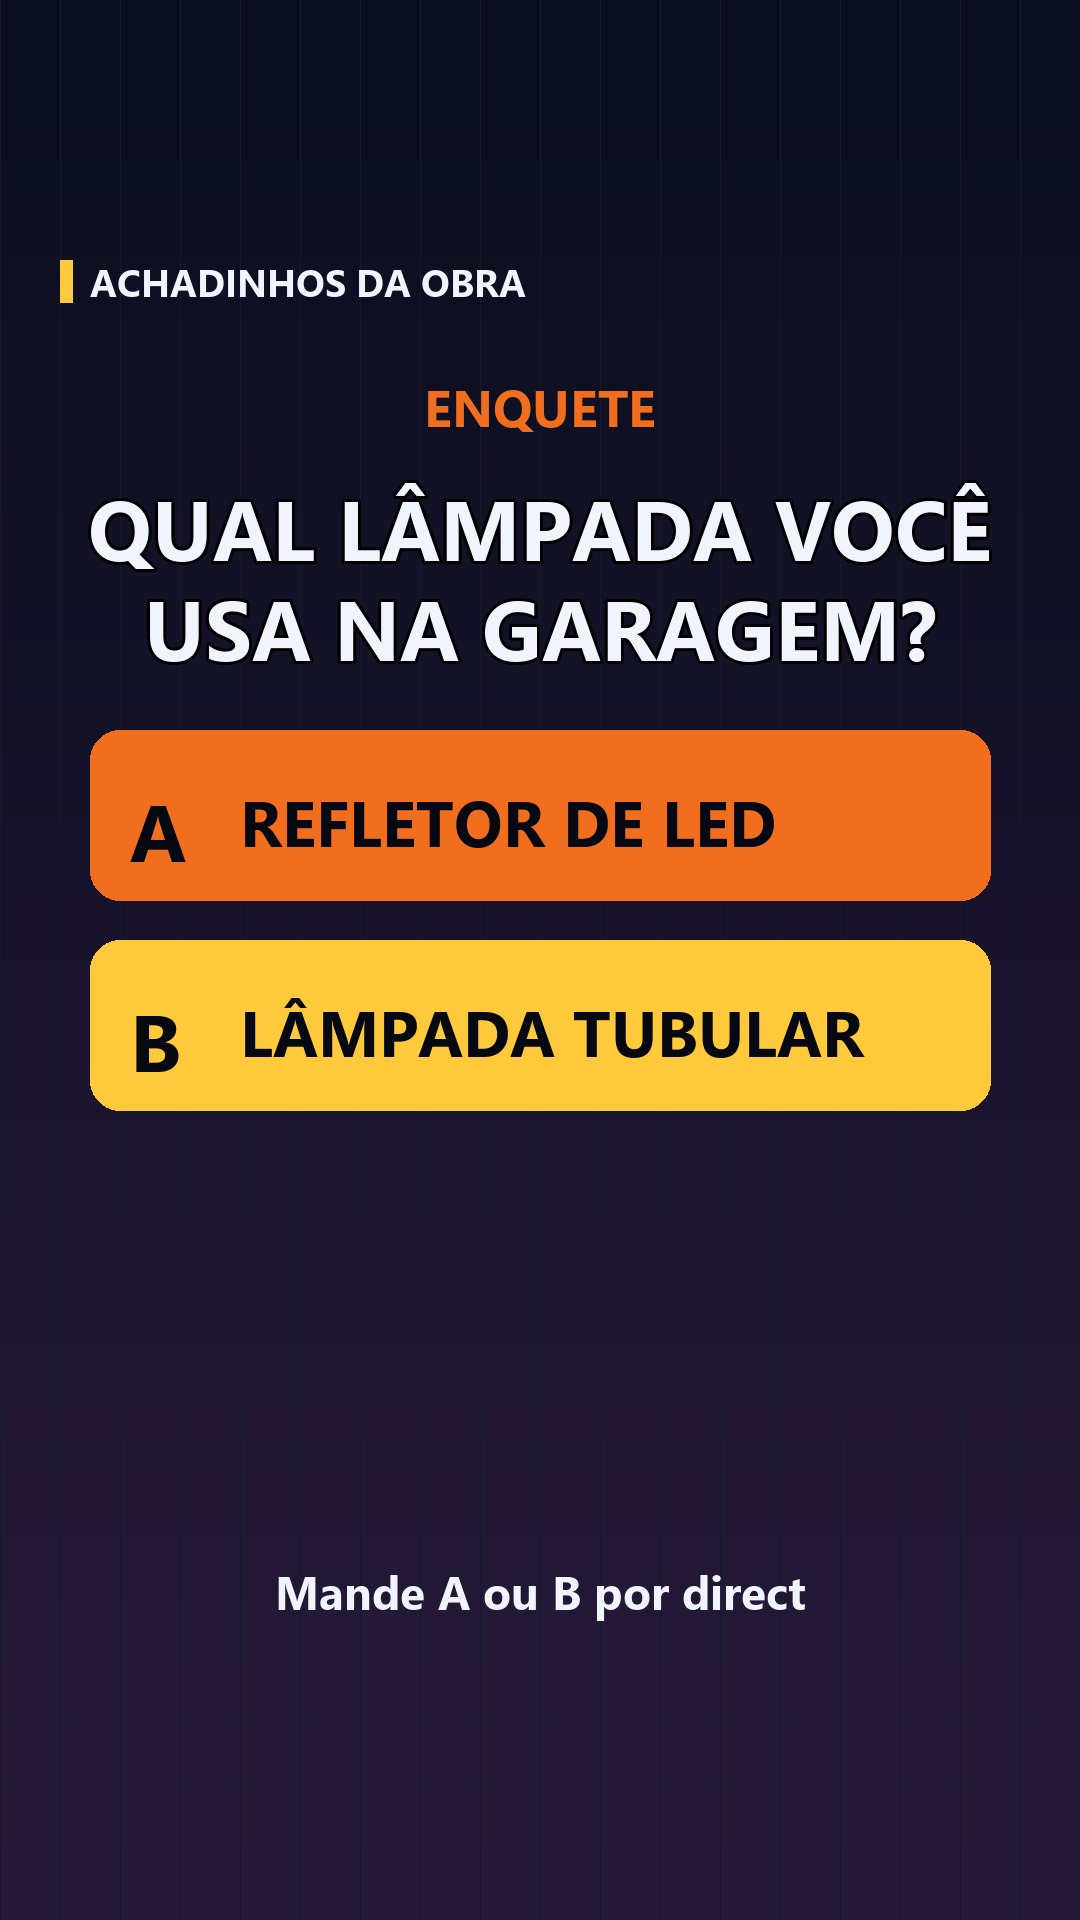 ACHADINHOS DA OBRA
ENQUETE
QUAL LÂMPADA VOCÊ
USA NA GARAGEM?
A REFLETOR DE LED
B LÂMPADA TUBULAR
Mande A ou B por direct